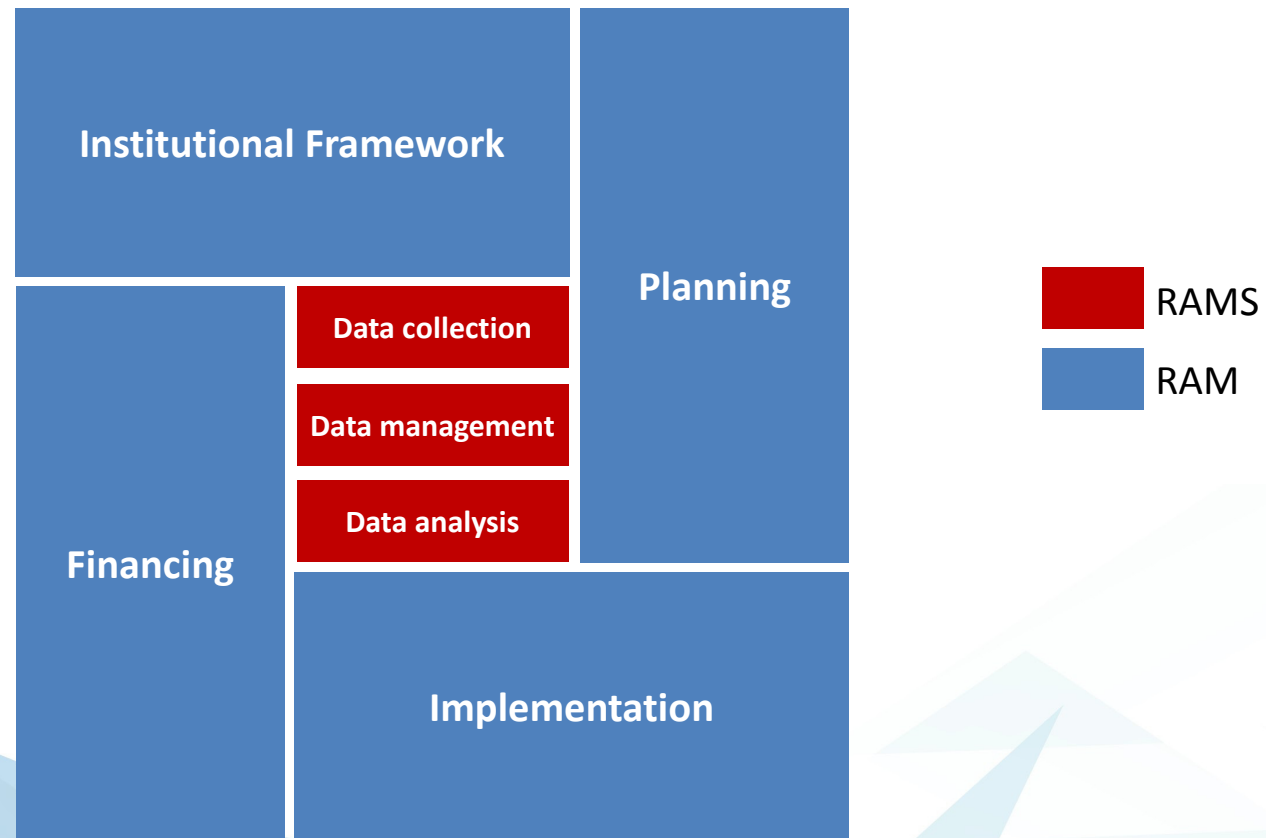 Institutional Framework
Planning
Data collection
Data management
Data analysis
Financing
Implementation
RAMS
RAM